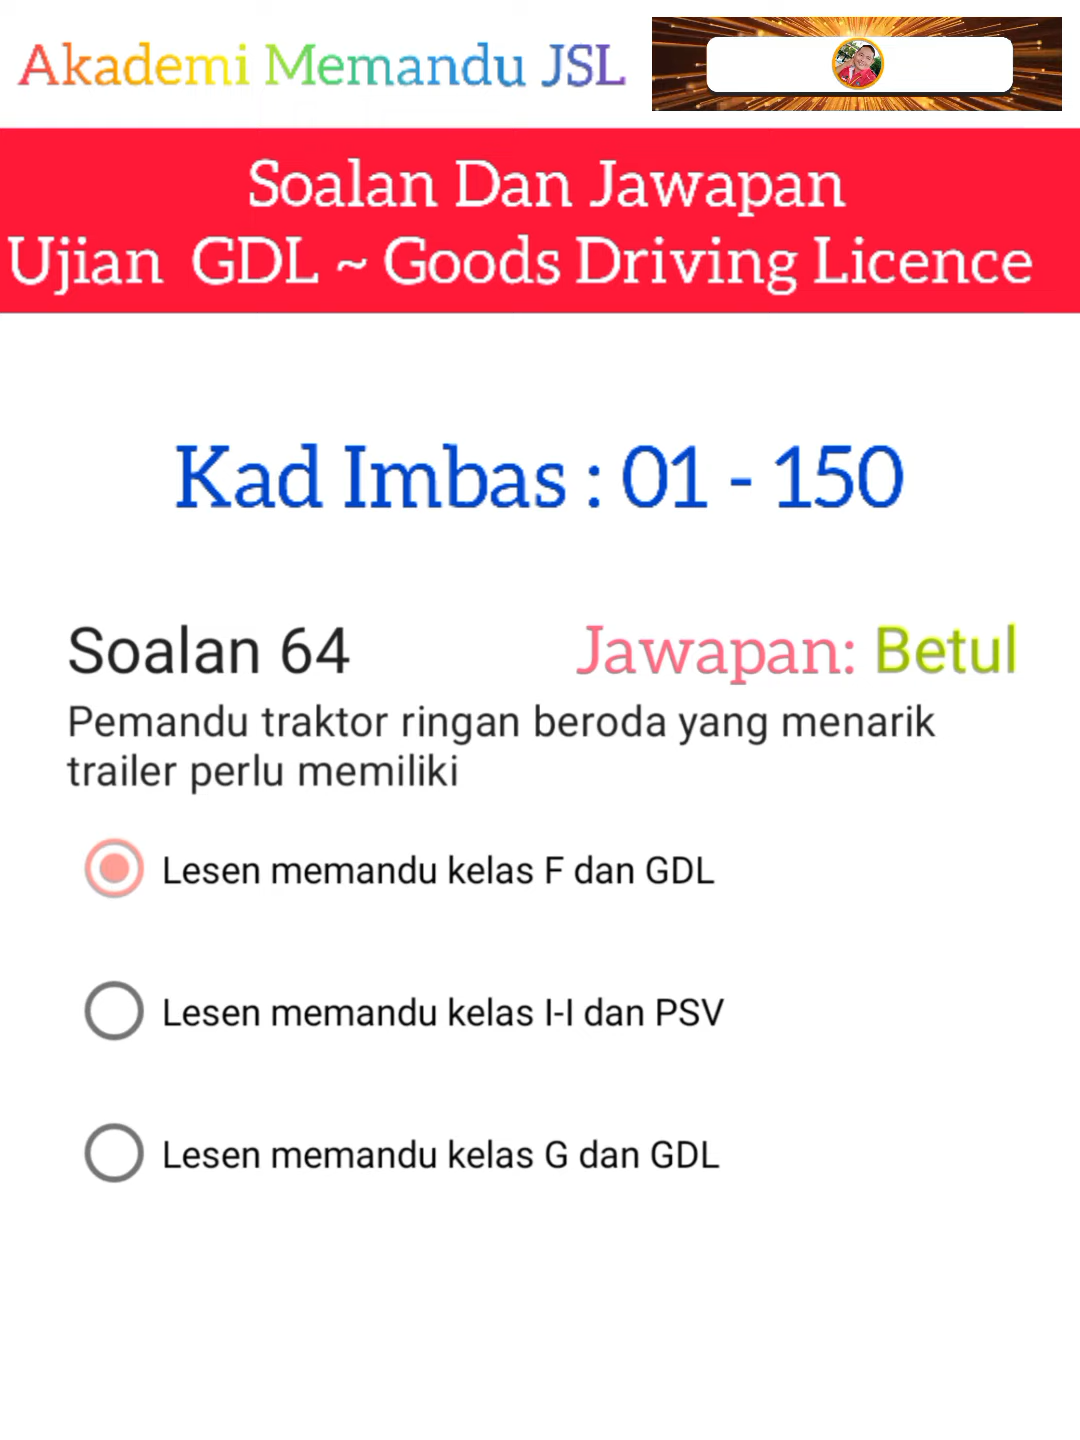 Akademi Memandu JSL
Soalan Dan Jawapan
Ujian GDL ~ Goods Driving Licence
Kad Imbas : 01 - 150
Soalan 64
Jawapan: Betul
Pemandu traktor ringan beroda yang menarik
trailer perlu memiliki
Lesen memandu kelas F dan GDL
Lesen memandu kelas I-I dan PSV
Lesen memandu kelas G dan GDL